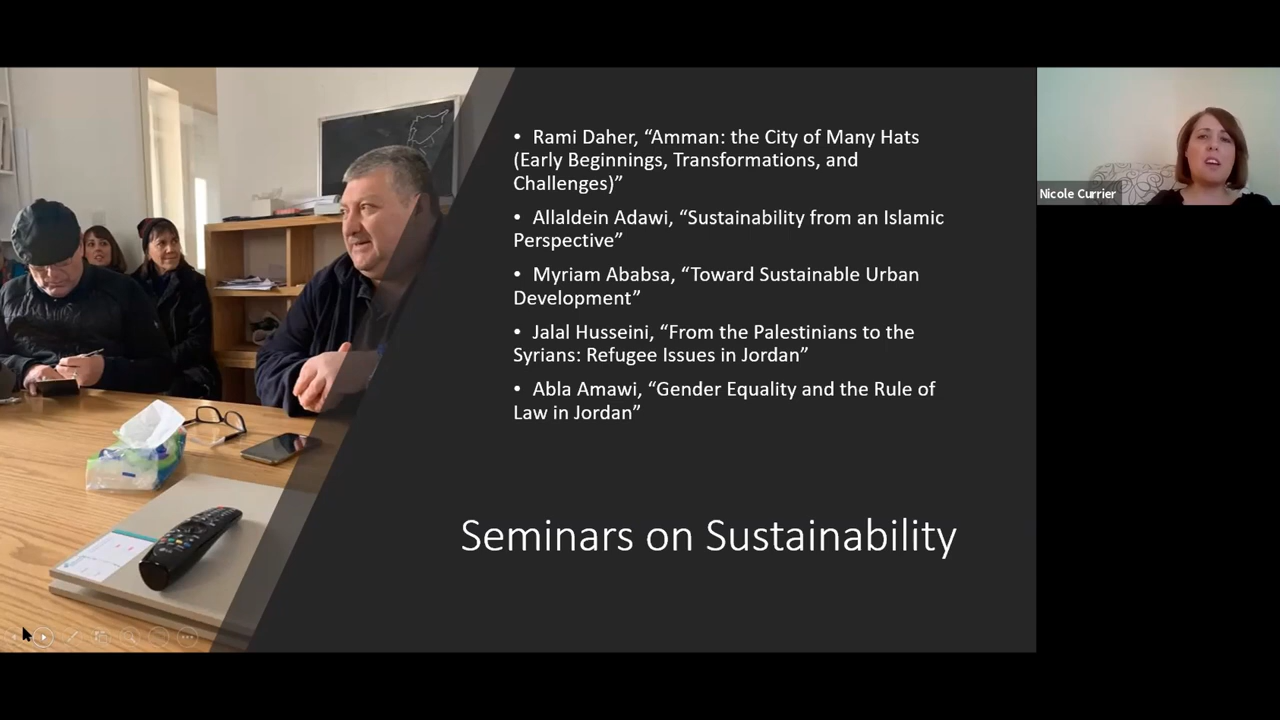 • Rami Daher, “Amman: the City of Many Hats
(Early Beginnings, Transformations, and
Challenges)”
• Allaldein Adawi, “Sustainability from an Islamic
Perspective”
• Myriam Ababsa, “Toward Sustainable Urban
Development”
• Jalal Husseini, “From the Palestinians to the
Syrians: Refugee Issues in Jordan”
• Abla Amawi, “Gender Equality and the Rule of
Law in Jordan”
Seminars on Sustainability
Nicole Currier